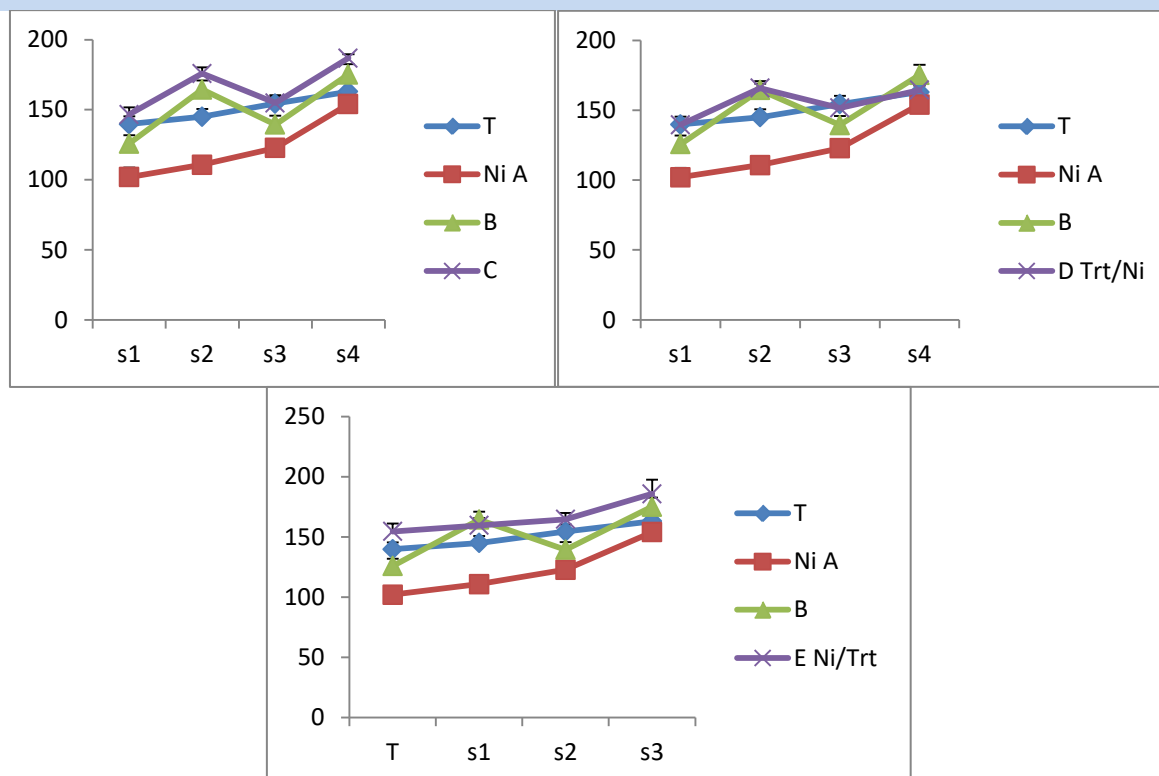 200
150
100
50
0
s1 s2 s3 s4
T
Ni A
B
C
200
150
100
50
0
s1 s2 s3 s4
T
Ni A
B
D Trt/Ni
250
200
150
100
50
0
T s1 s2 s3
T
Ni A
B
E Ni/Trt